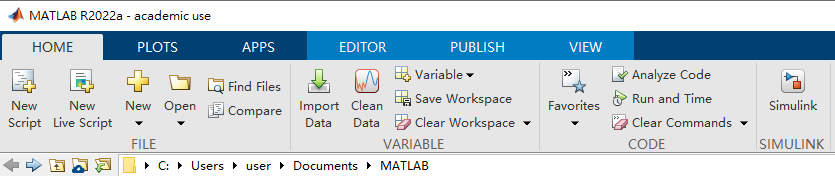 MATLAB R2022a - academic use
HOME PLOTS APPS EDITOR PUBLISH VIEW
New Script
New Live Script
New
Open
Find Files
Compare
FILE
Import Data
Clean Data
Variable
Save Workspace
Clear Workspace
VARIABLE
Favorites
Analyze Code
Run and Time
Clear Commands
CODE
Simulink
SIMULINK
C: Users user Documents MATLAB